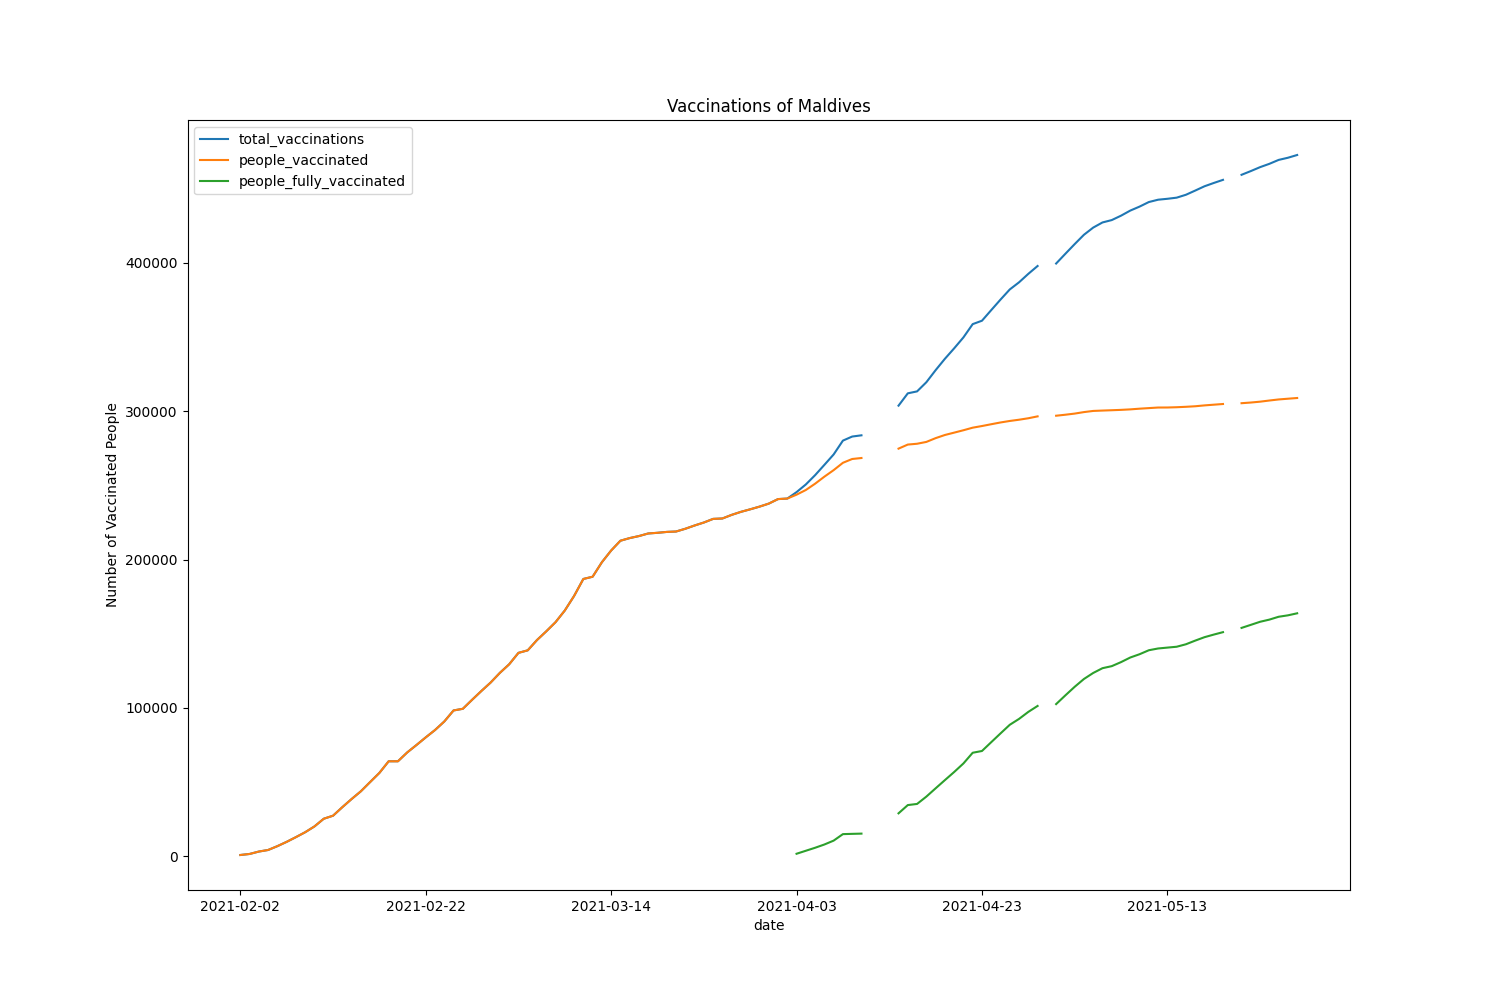 Vaccinations of Maldives
total_vaccinations
people_vaccinated
people_fully_vaccinated
Number of Vaccinated People
400000
300000
200000
100000
0
2021-02-02 2021-02-22 2021-03-14 2021-04-03 2021-04-23 2021-05-13
date